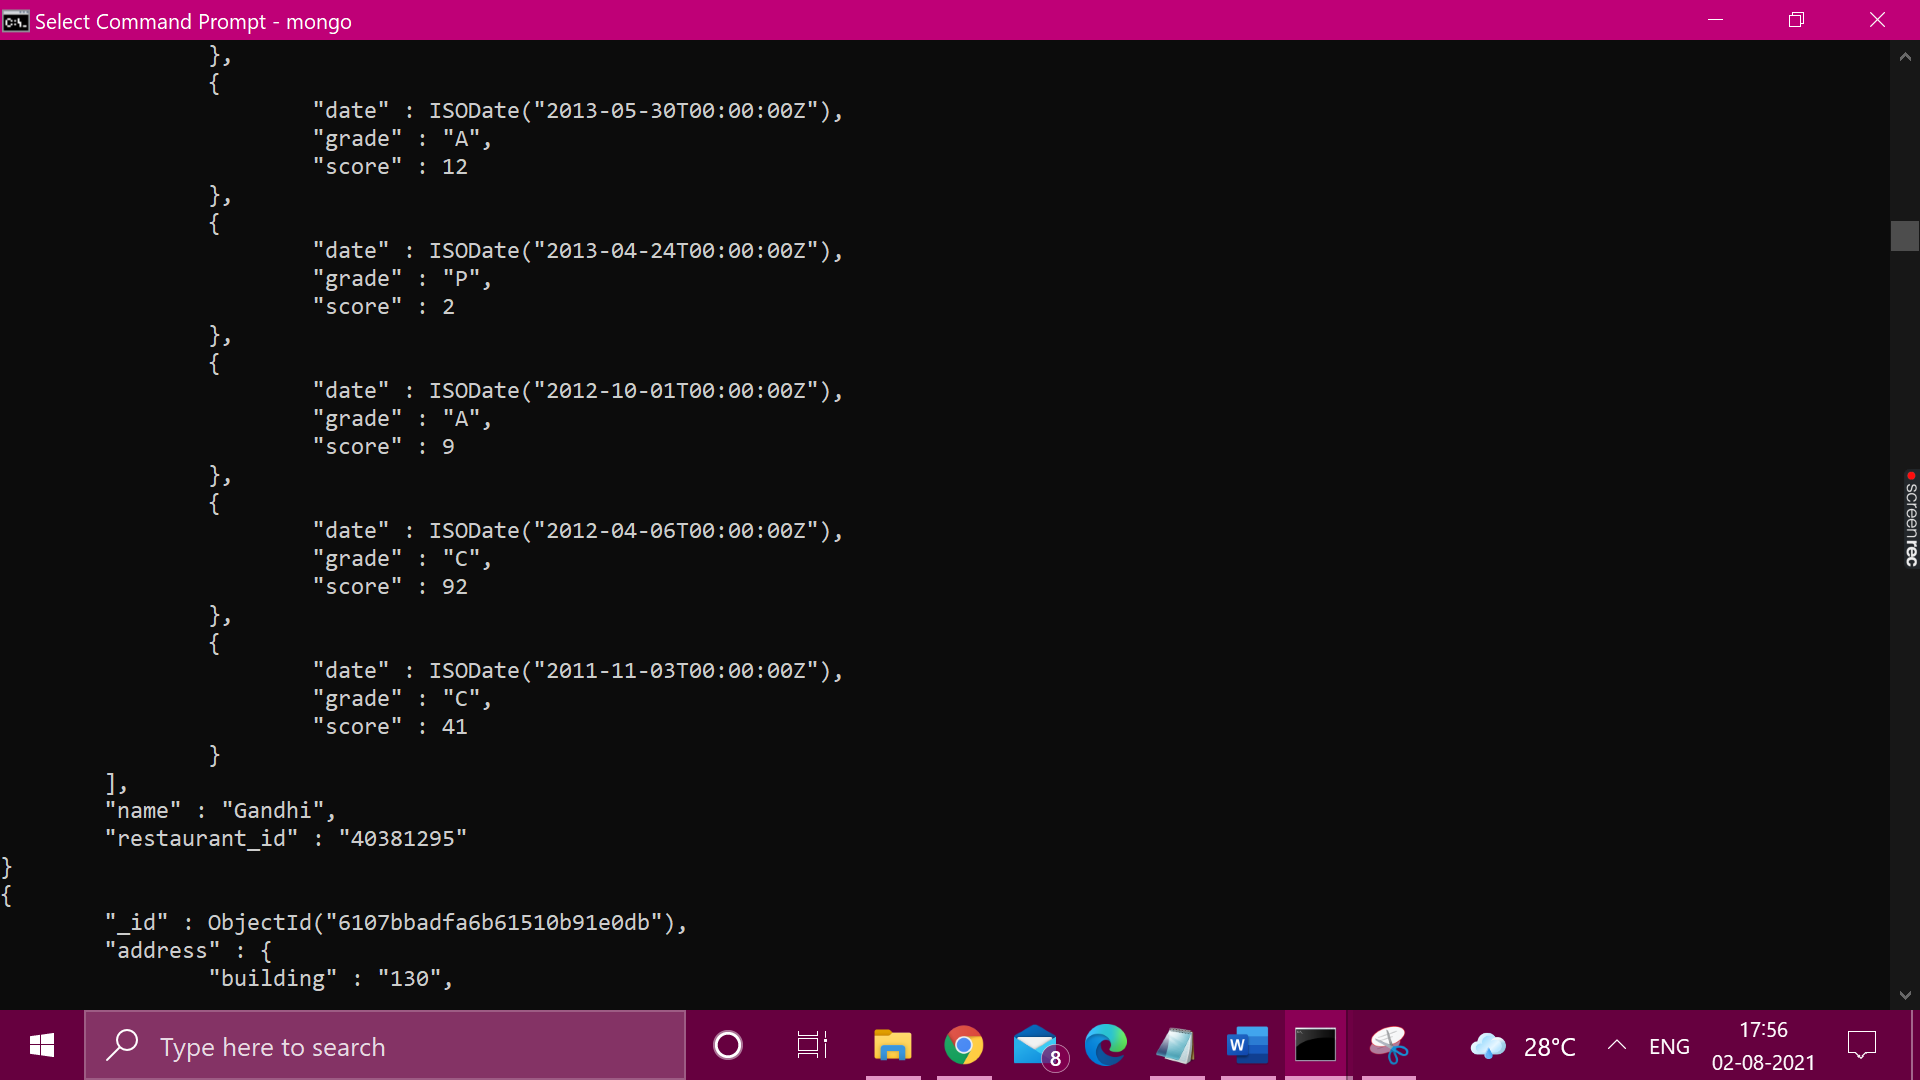 Select Command Prompt - mongo
},
{
"date" : ISODate("2013-05-30T00:00:00Z"),
"grade" : "A",
"score" : 12
},
{
"date" : ISODate("2013-04-24T00:00:00Z"),
"grade" : "P",
"score" : 2
},
{
"date" : ISODate("2012-10-01T00:00:00Z"),
"grade" : "A",
"score" : 9
},
{
"date" : ISODate("2012-04-06T00:00:00Z"),
"grade" : "C",
"score" : 92
},
{
"date" : ISODate("2011-11-03T00:00:00Z"),
"grade" : "C",
"score" : 41
}
],
"name" : "Gandhi",
"restaurant_id" : "40381295"
}
{
"_id" : ObjectId("6107bbadfa6b61510b91e0db"),
"address" : {
"building" : "130",
screenrec
Type here to search
8
W
28°C
ENG
17:56
02-08-2021